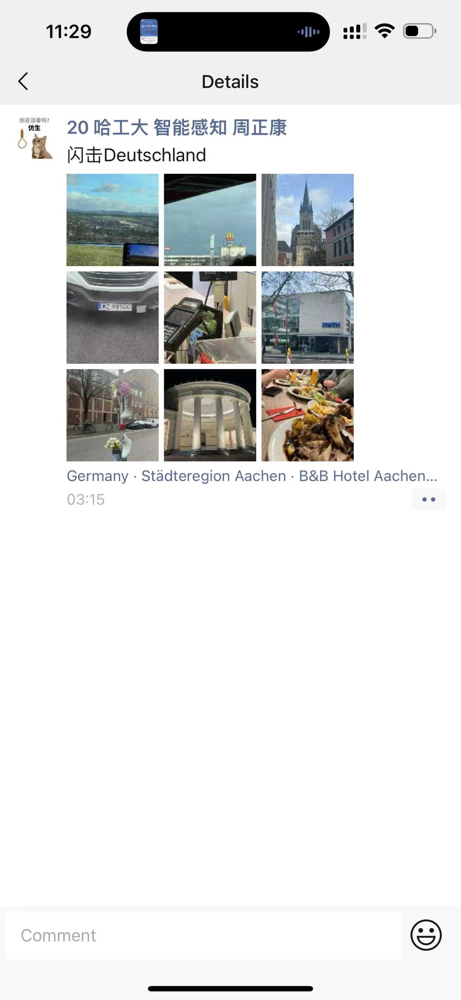 11:29
Details
你还活着吗?
仿生
20 哈工大 智能感知 周正康
闪击Deutschland
WZ 985GG
RWTH
Germany · Städteregion Aachen · B&B Hotel Aachen...
03:15
Comment